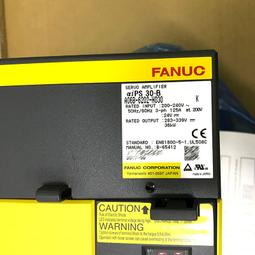 FANUC
SERVO AMPLIFIER
αiPS 30-B
A06B-6202-H030 K
RATED INPUT: 200-240V~
50Hz/60Hz 3-ph 125A at 200V
24V ⎓
RATED OUTPUT: 283-339V ⎓
36kW
STANDARD : EN61800-5-1,UL508C
MANUAL No. : B-65412
FANUC CORPORATION
Yamanashi 401-0597 JAPAN
CAUTION
WARNING